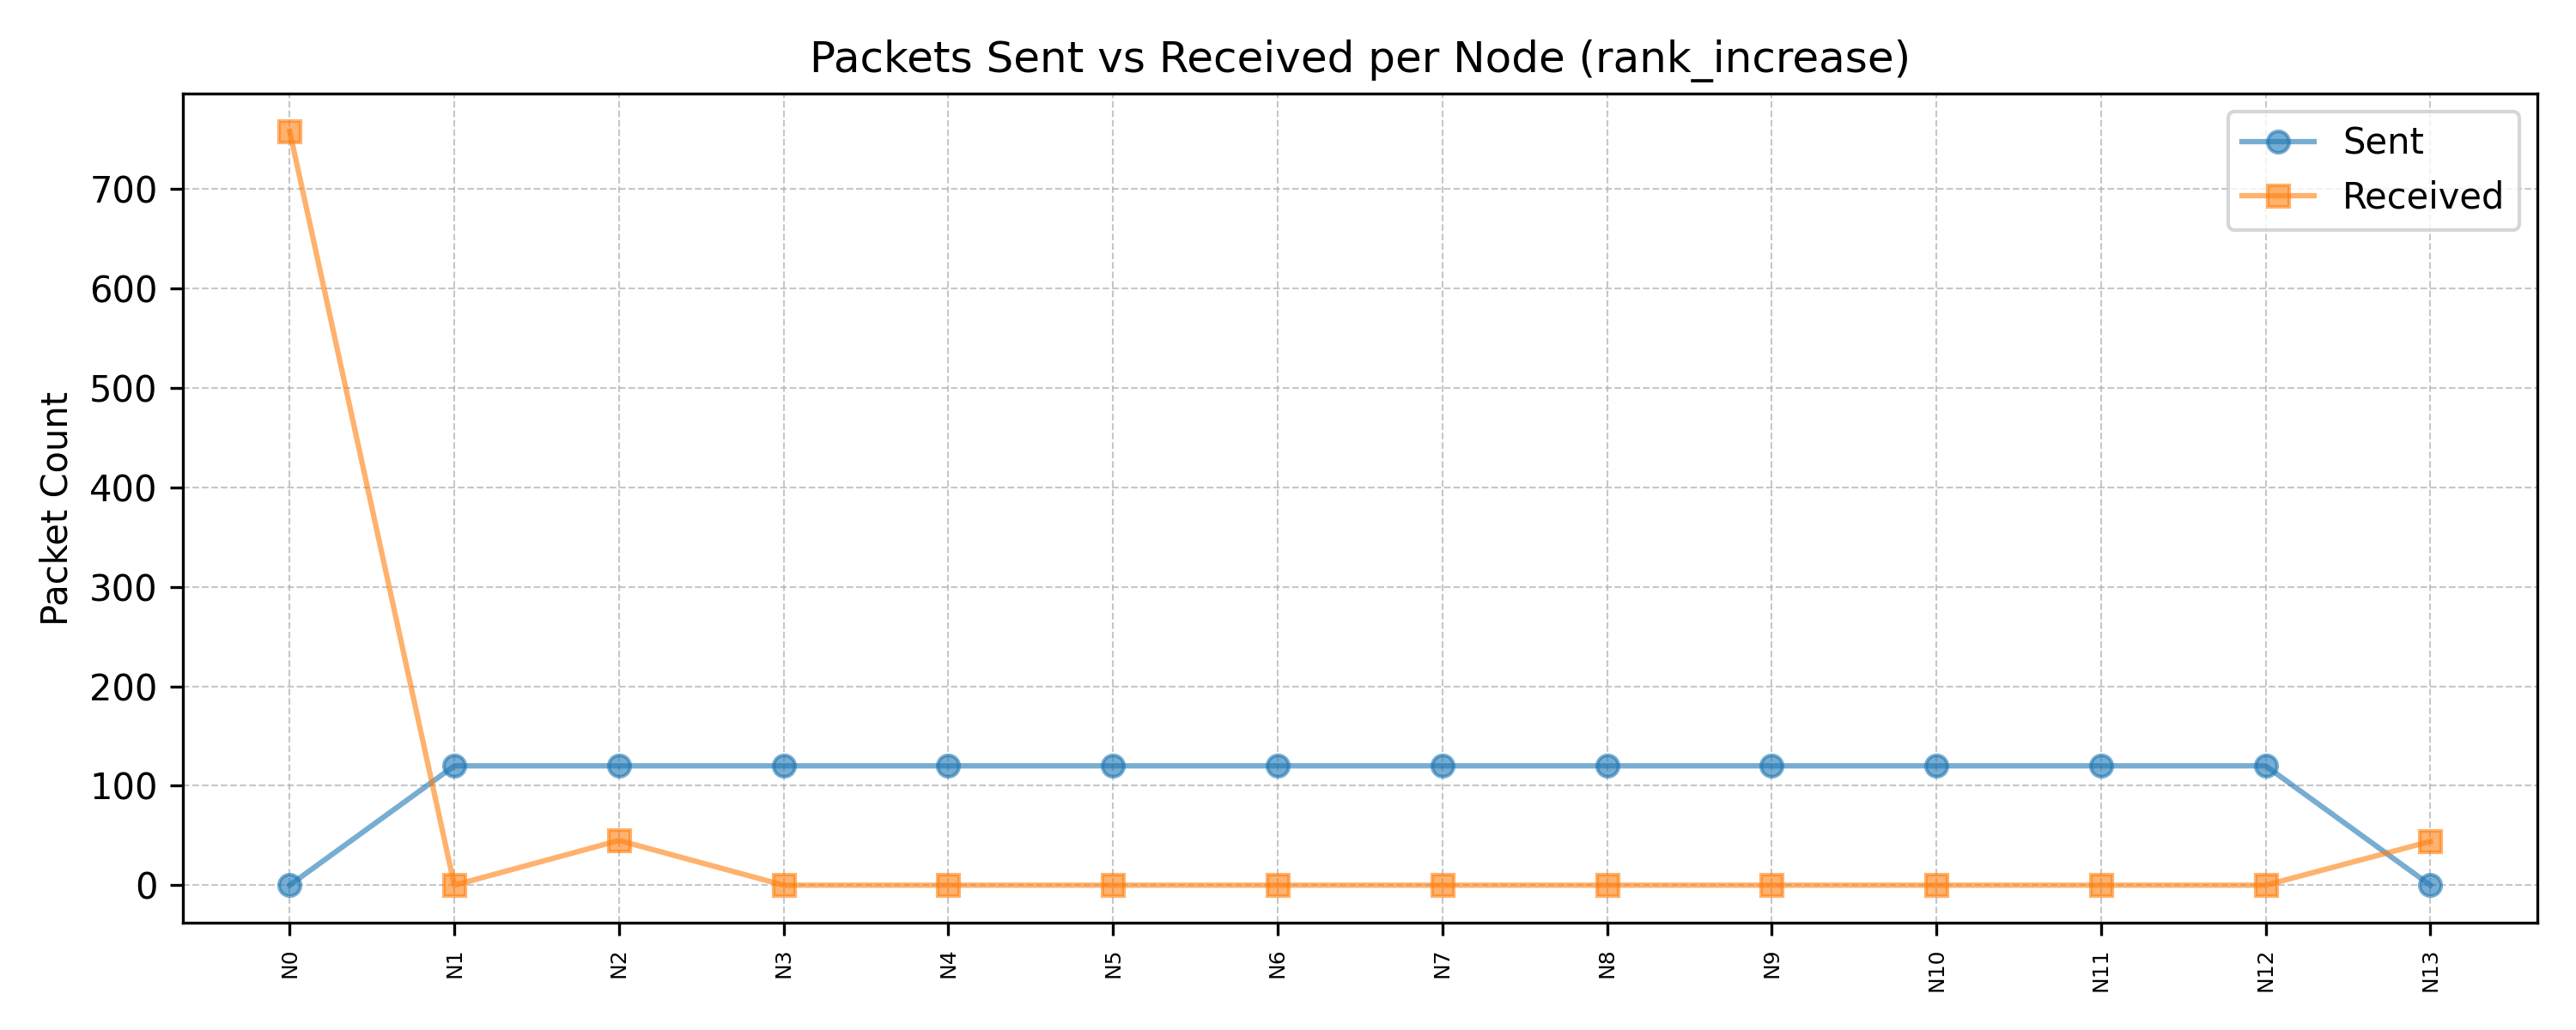 Packets Sent vs Received per Node (rank_increase)
Sent
Received
Packet Count
700
600
500
400
300
200
100
0
N0 N1 N2 N3 N4 N5 N6 N7 N8 N9 N10 N11 N12 N13